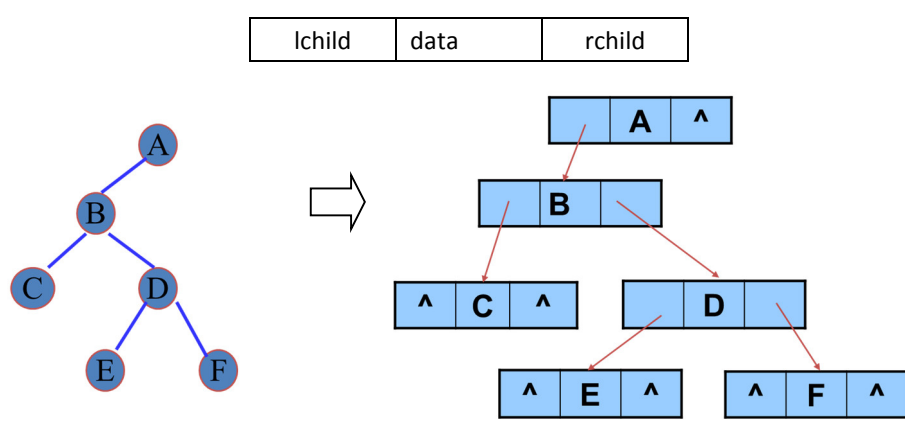 lchild data rchild
A
B
C D
E F
A ^
B
^ C ^
D
^ E ^
^ F ^